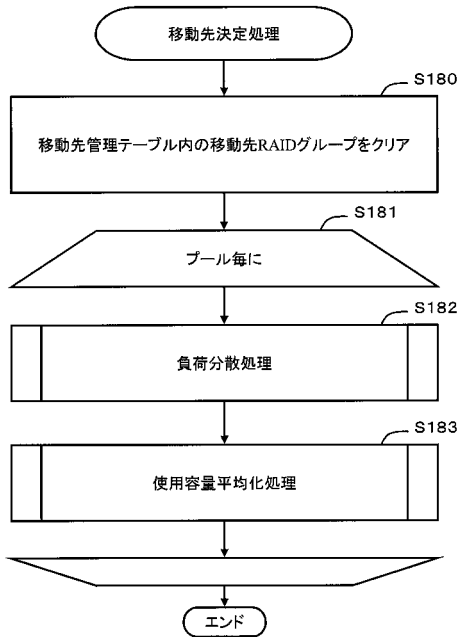 移動先決定処理
S180
移動先管理テーブル内の移動先RAIDグループをクリア
S181
プール毎に
S182
負荷分散処理
S183
使用容量平均化処理
エンド